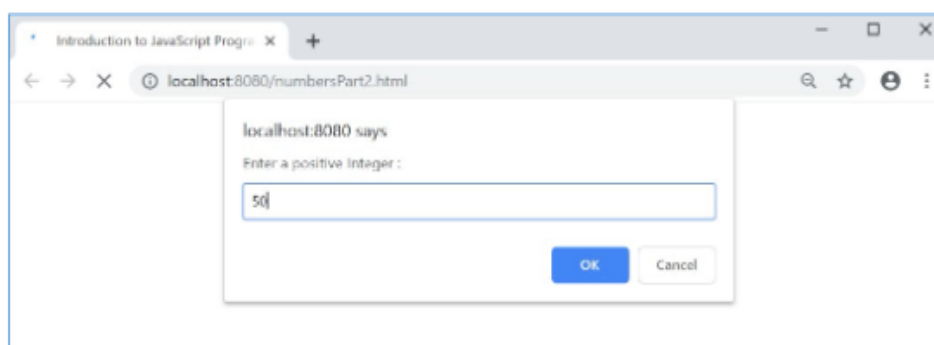 Introduction to JavaScript Progra
localhost:8080/numbersPart2.html
localhost:8080 says
Enter a positive Integer :
50
OK Cancel